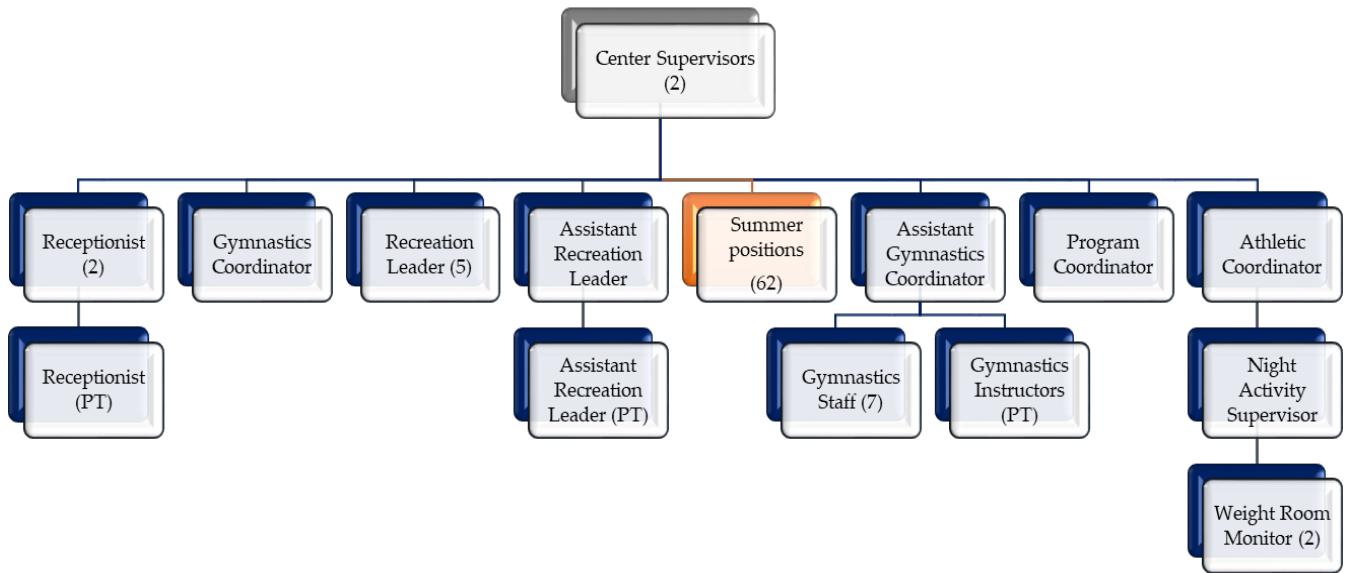 Center Supervisors
(2)
Receptionist
(2)
Gymnastics
Coordinator
Recreation
Leader (5)
Assistant
Recreation
Leader
Summer
positions
(62)
Assistant
Gymnastics
Coordinator
Program
Coordinator
Athletic
Coordinator
Receptionist
(PT)
Assistant
Recreation
Leader (PT)
Gymnastics
Staff (7)
Gymnastics
Instructors
(PT)
Night
Activity
Supervisor
Weight Room
Monitor (2)